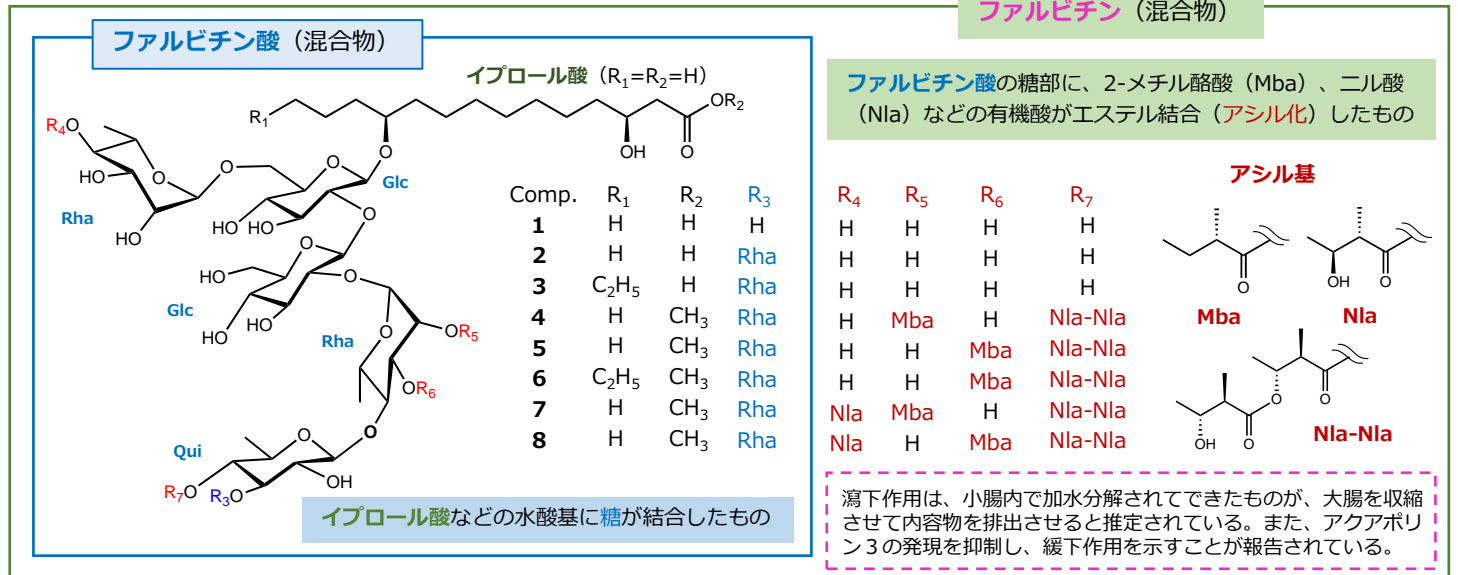 ファルビチン（混合物）
ファルビチン酸（混合物）
イプロール酸（R₁=R₂=H）
R₁
OR₂
OH
O
O
R₄O
O
HO
O
HO
Rha
O
Glc
O
HO
HO
O
O
HO
O
O
HO
HO
Glc
O
Rha
OR₅
OR₆
O
Qui
O
OH
R₇O
R₃O
Comp. R₁ R₂ R₃
1 H H H
2 H H Rha
3 C₂H₅ H Rha
4 H CH₃ Rha
5 H CH₃ Rha
6 C₂H₅ CH₃ Rha
7 H CH₃ Rha
8 H CH₃ Rha
イプロール酸などの水酸基に糖が結合したもの
ファルビチン酸の糖部に、2-メチル酪酸（Mba）、ニル酸
（Nla）などの有機酸がエステル結合（アシル化）したもの
R₄ R₅ R₆ R₇
H H H H
H H H H
H H H H
H Mba H Nla-Nla
H H Mba Nla-Nla
H H Mba Nla-Nla
Nla Mba H Nla-Nla
Nla H Mba Nla-Nla
アシル基
O
Mba
OH
O
Nla
O
O
OH
O
Nla-Nla
瀉下作用は、小腸内で加水分解されてできたものが、大腸を収縮
させて内容物を排出させると推定されている。また、アクアポリ
ン３の発現を抑制し、緩下作用を示すことが報告されている。